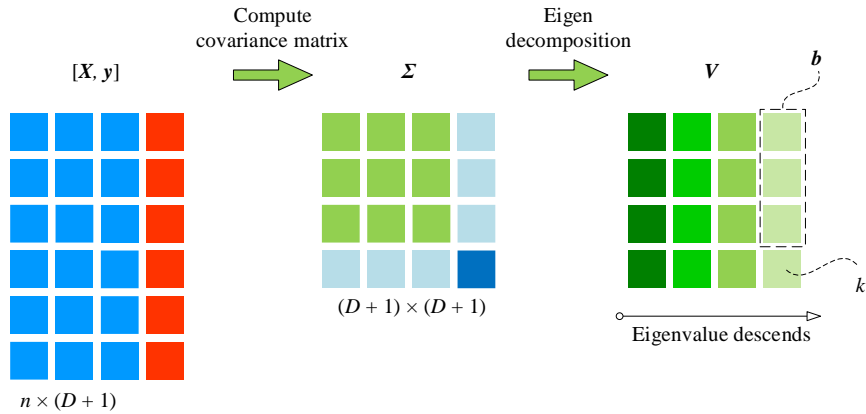 Compute
covariance matrix
Eigen
decomposition
[X, y]
Σ
V
b
k
(D + 1) × (D + 1)
Eigenvalue descends
n × (D + 1)